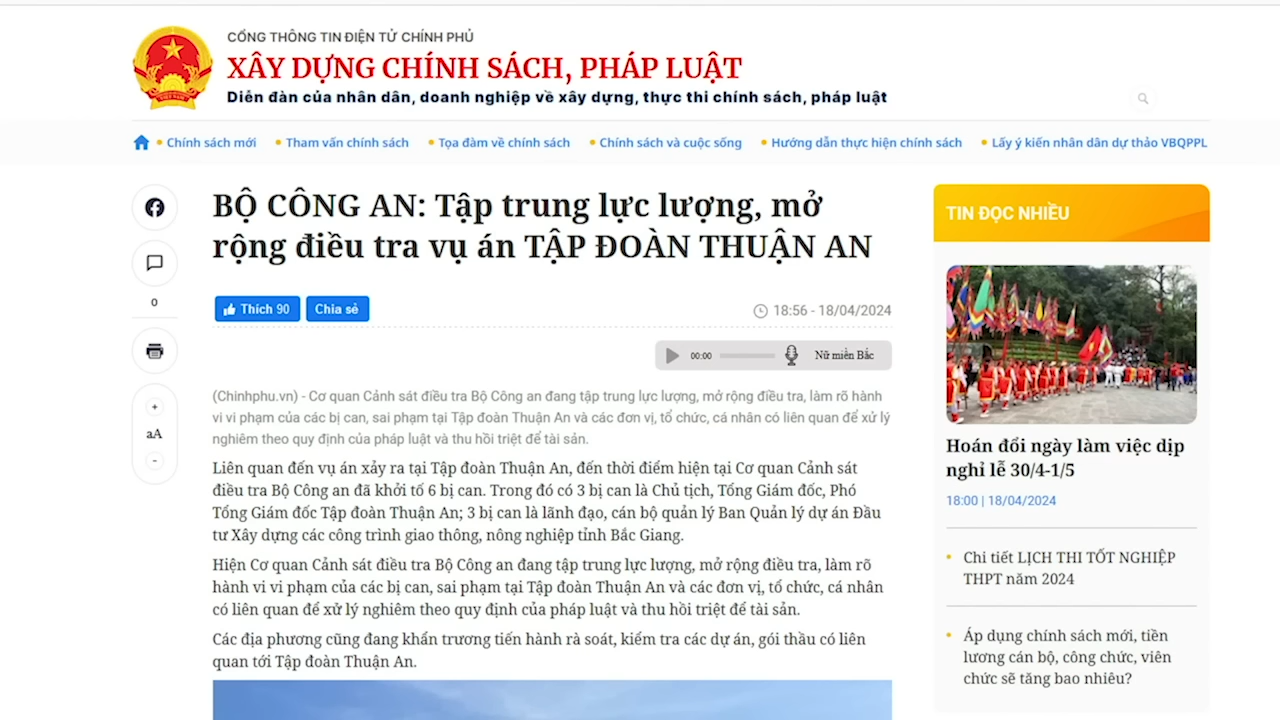 CỔNG THÔNG TIN ĐIỆN TỬ CHÍNH PHỦ
XÂY DỰNG CHÍNH SÁCH, PHÁP LUẬT
Diễn đàn của nhân dân, doanh nghiệp về xây dựng, thực thi chính sách, pháp luật
Chính sách mới
Tham vấn chính sách
Tọa đàm về chính sách
Chính sách và cuộc sống
Hướng dẫn thực hiện chính sách
Lấy ý kiến nhân dân dự thảo VBQPPL
BỘ CÔNG AN: Tập trung lực lượng, mở
rộng điều tra vụ án TẬP ĐOÀN THUẬN AN
Thích 90
Chia sẻ
18:56 - 18/04/2024
00:00
Nữ miền Bắc
0
+
aA
-
(Chinhphu.vn) - Cơ quan Cảnh sát điều tra Bộ Công an đang tập trung lực lượng, mở rộng điều tra, làm rõ hành
vi vi phạm của các bị can, sai phạm tại Tập đoàn Thuận An và các đơn vị, tổ chức, cá nhân có liên quan để xử lý
nghiêm theo quy định của pháp luật và thu hồi triệt để tài sản.
Liên quan đến vụ án xảy ra tại Tập đoàn Thuận An, đến thời điểm hiện tại Cơ quan Cảnh sát
điều tra Bộ Công an đã khởi tố 6 bị can. Trong đó có 3 bị can là Chủ tịch, Tổng Giám đốc, Phó
Tổng Giám đốc Tập đoàn Thuận An; 3 bị can là lãnh đạo, cán bộ quản lý Ban Quản lý dự án Đầu
tư Xây dựng các công trình giao thông, nông nghiệp tỉnh Bắc Giang.
Hiện Cơ quan Cảnh sát điều tra Bộ Công an đang tập trung lực lượng, mở rộng điều tra, làm rõ
hành vi vi phạm của các bị can, sai phạm tại Tập đoàn Thuận An và các đơn vị, tổ chức, cá nhân
có liên quan để xử lý nghiêm theo quy định của pháp luật và thu hồi triệt để tài sản.
Các địa phương cũng đang khẩn trương tiến hành rà soát, kiểm tra các dự án, gói thầu có liên
quan tới Tập đoàn Thuận An.
TIN ĐỌC NHIỀU
Hoán đổi ngày làm việc dịp
nghỉ lễ 30/4-1/5
18:00 | 18/04/2024
Chi tiết LỊCH THI TỐT NGHIỆP
THPT năm 2024
Áp dụng chính sách mới, tiền
lương cán bộ, công chức, viên
chức sẽ tăng bao nhiêu?